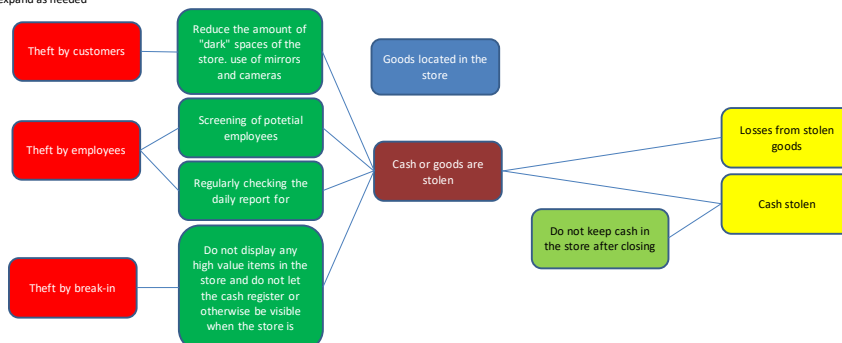 expand as needed
Theft by customers
Reduce the amount of
"dark" spaces of the
store. use of mirrors
and cameras
Goods located in the
store
Theft by employees
Screening of potetial
employees
Regularly checking the
daily report for
Cash or goods are
stolen
Losses from stolen
goods
Cash stolen
Do not keep cash in
the store after closing
Theft by break-in
Do not display any
high value items in the
store and do not let
the cash register or
otherwise be visible
when the store is